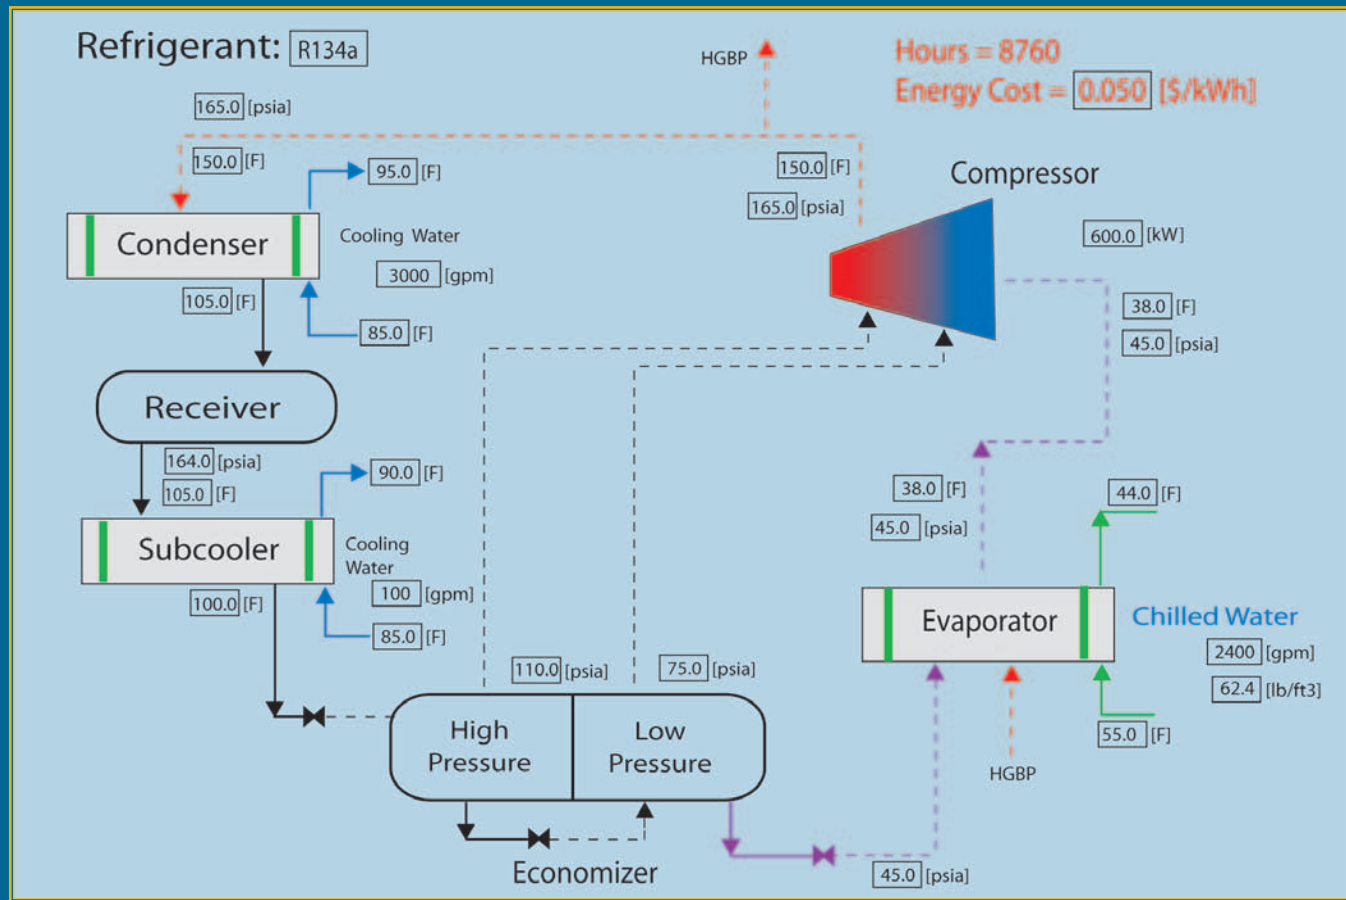 Refrigerant: R134a
HGBP
Hours = 8760
Energy Cost = 0.050 [$/kWh]
165.0 [psia]
150.0 [F]
95.0 [F]
Condenser
Cooling Water
3000 [gpm]
105.0 [F]
85.0 [F]
150.0 [F]
165.0 [psia]
Compressor
600.0 [kW]
38.0 [F]
45.0 [psia]
Receiver
164.0 [psia]
105.0 [F]
90.0 [F]
Subcooler
Cooling
Water
100 [gpm]
100.0 [F]
85.0 [F]
38.0 [F]
45.0 [psia]
44.0 [F]
Evaporator
Chilled Water
2400 [gpm]
62.4 [lb/ft3]
55.0 [F]
HGBP
110.0 [psia]
75.0 [psia]
High
Pressure
Low
Pressure
Economizer
45.0 [psia]